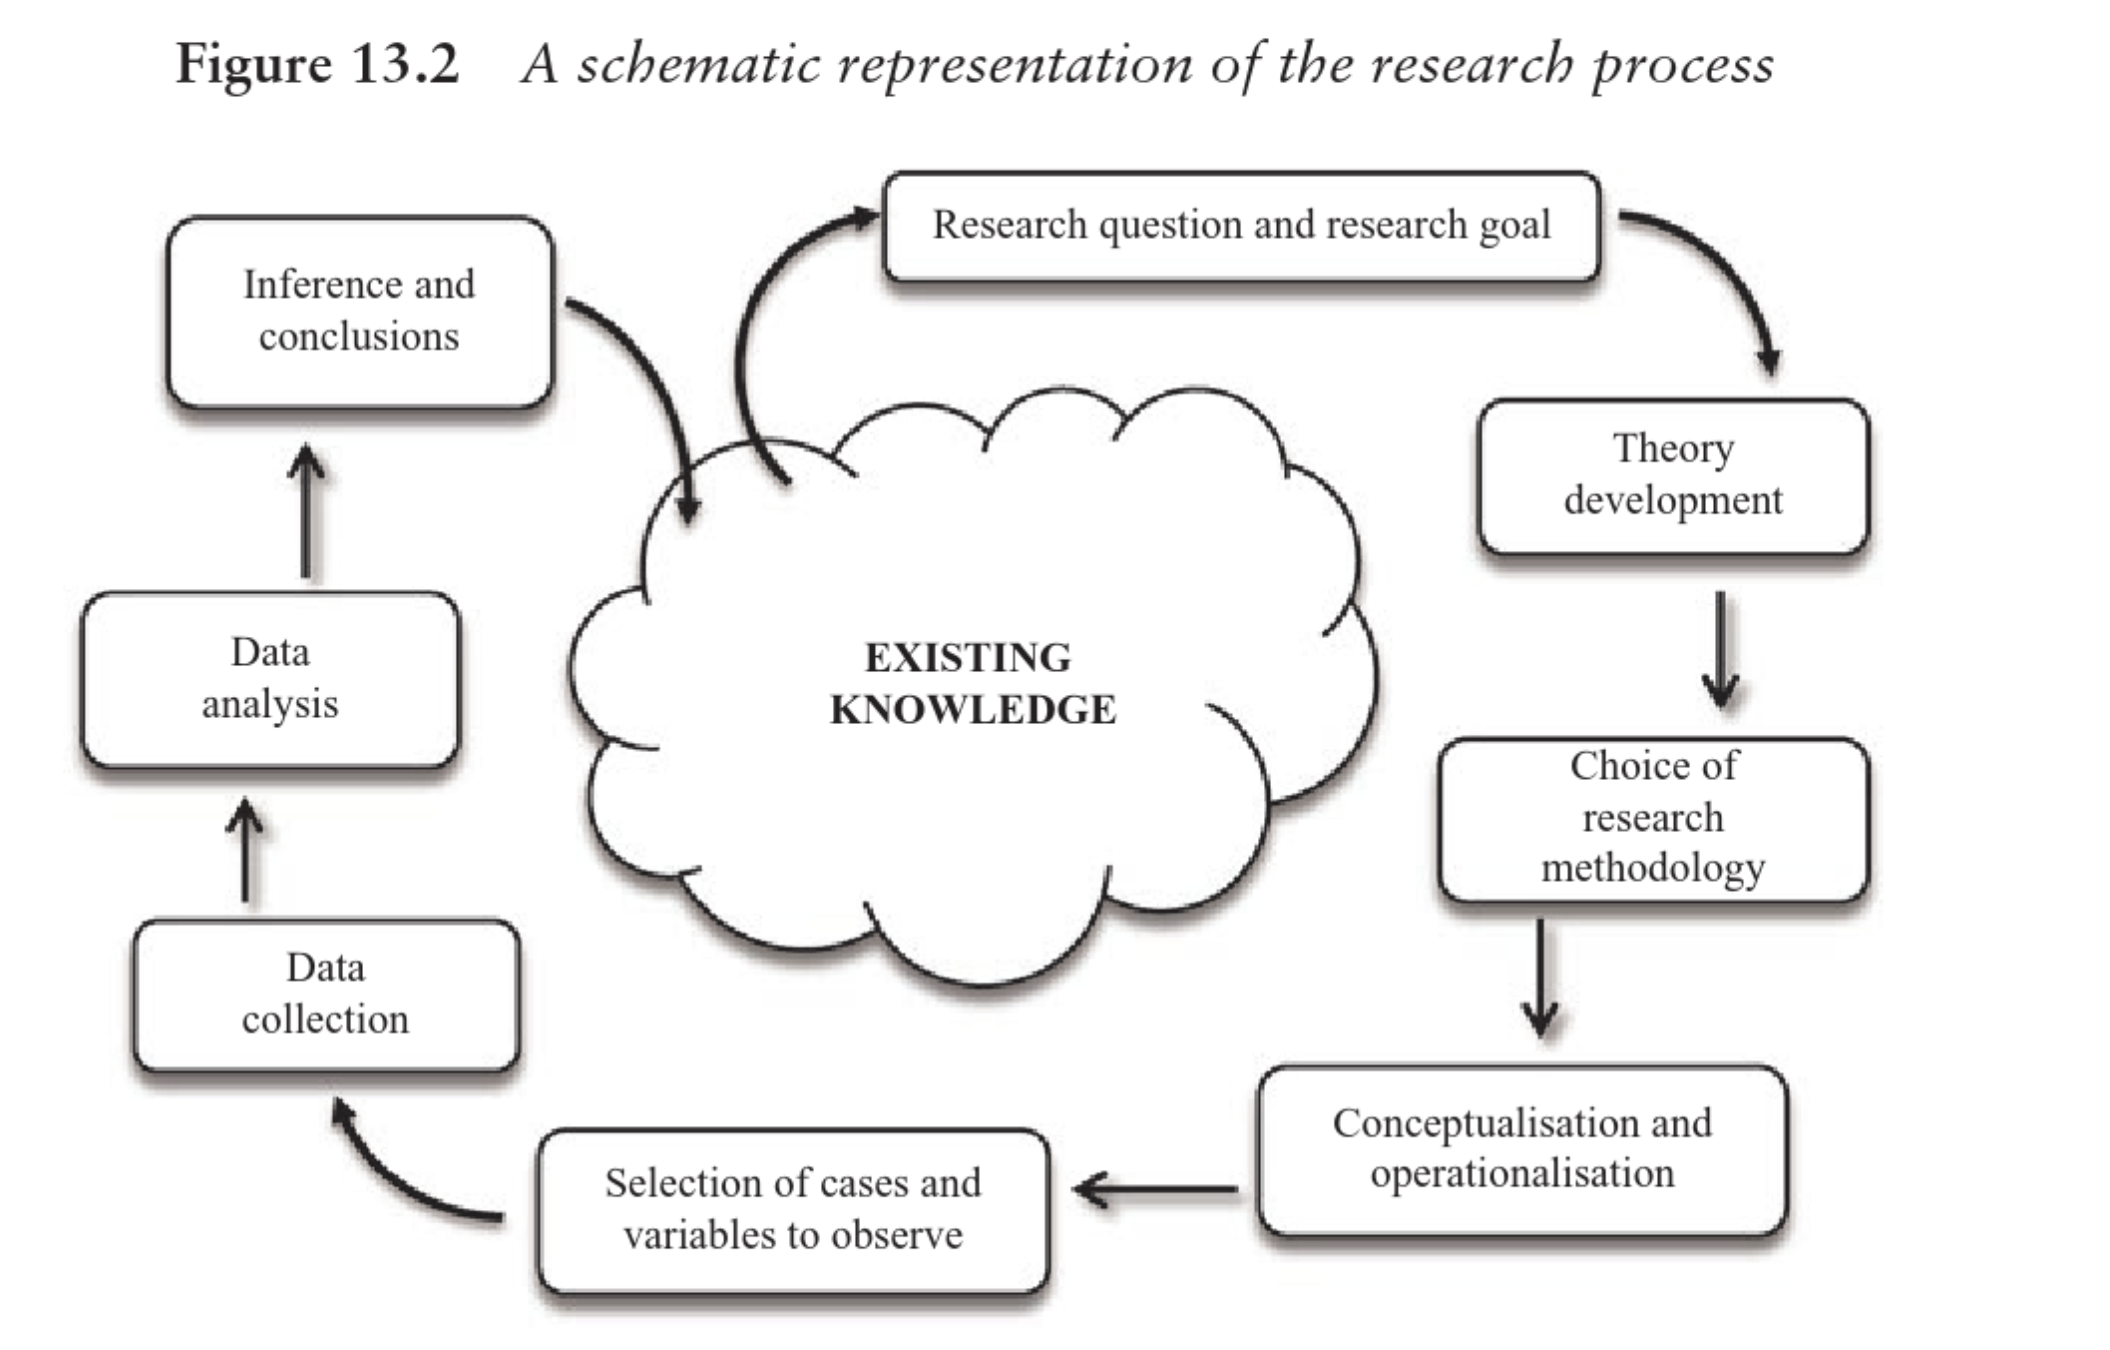 Figure 13.2 A schematic representation of the research process
Research question and research goal
Theory
development
Choice of
research
methodology
Conceptualisation and
operationalisation
Selection of cases and
variables to observe
Data
collection
Data
analysis
Inference and
conclusions
EXISTING
KNOWLEDGE